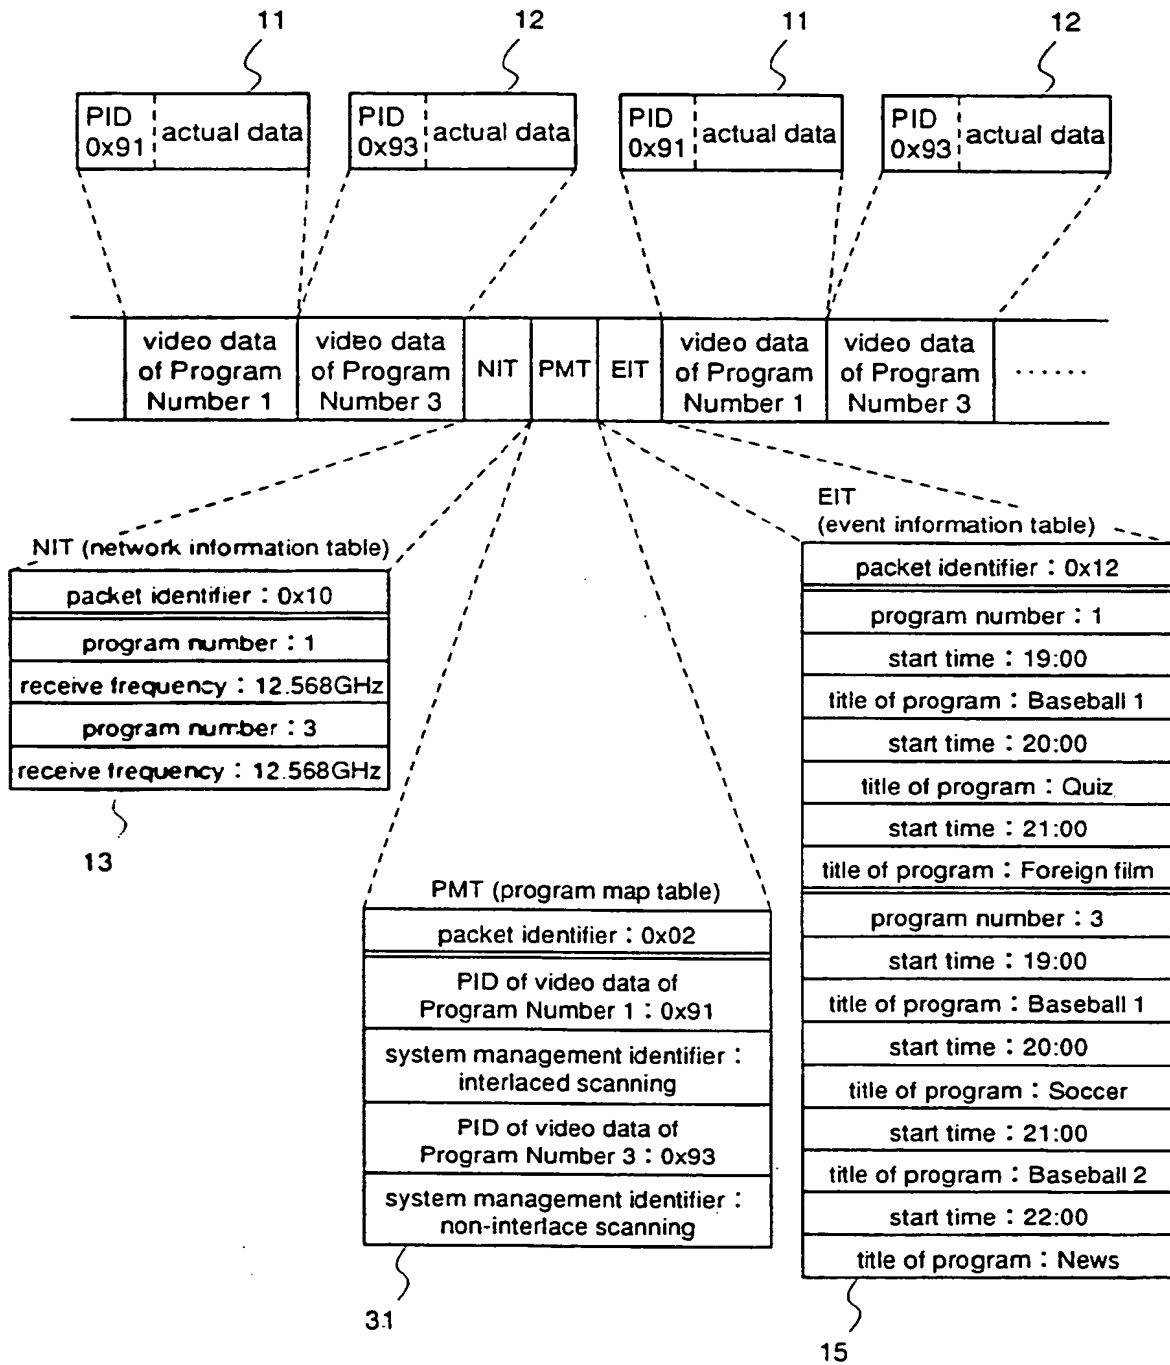 11
12
11
12
PID
0x91
actual data
PID
0x93
actual data
PID
0x91
actual data
PID
0x93
actual data
video data
of Program
Number 1
video data
of Program
Number 3
NIT
PMT
EIT
video data
of Program
Number 1
video data
of Program
Number 3
......
NIT (network information table)
packet identifier : 0x10
program number : 1
receive frequency : 12.568GHz
program number : 3
receive frequency : 12.568GHz
13
PMT (program map table)
packet identifier : 0x02
PID of video data of
Program Number 1 : 0x91
system management identifier :
interlaced scanning
PID of video data of
Program Number 3 : 0x93
system management identifier :
non-interlace scanning
31
EIT
(event information table)
packet identifier : 0x12
program number : 1
start time : 19:00
title of program : Baseball 1
start time : 20:00
title of program : Quiz
start time : 21:00
title of program : Foreign film
program number : 3
start time : 19:00
title of program : Baseball 1
start time : 20:00
title of program : Soccer
start time : 21:00
title of program : Baseball 2
start time : 22:00
title of program : News
15